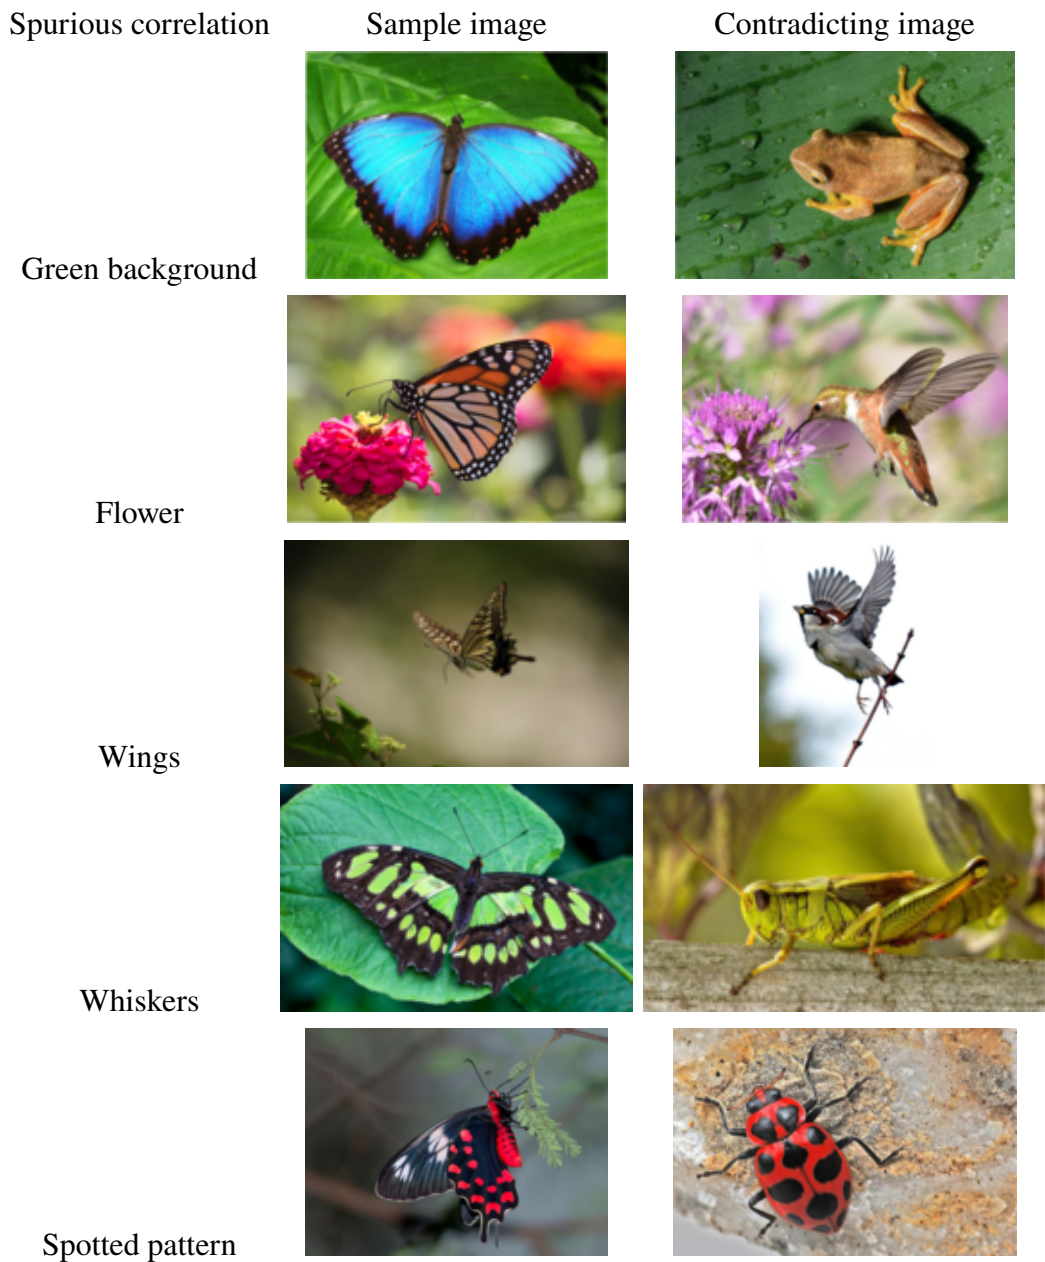 Spurious correlation Sample image Contradicting image
Green background
Flower
Wings
Whiskers
Spotted pattern